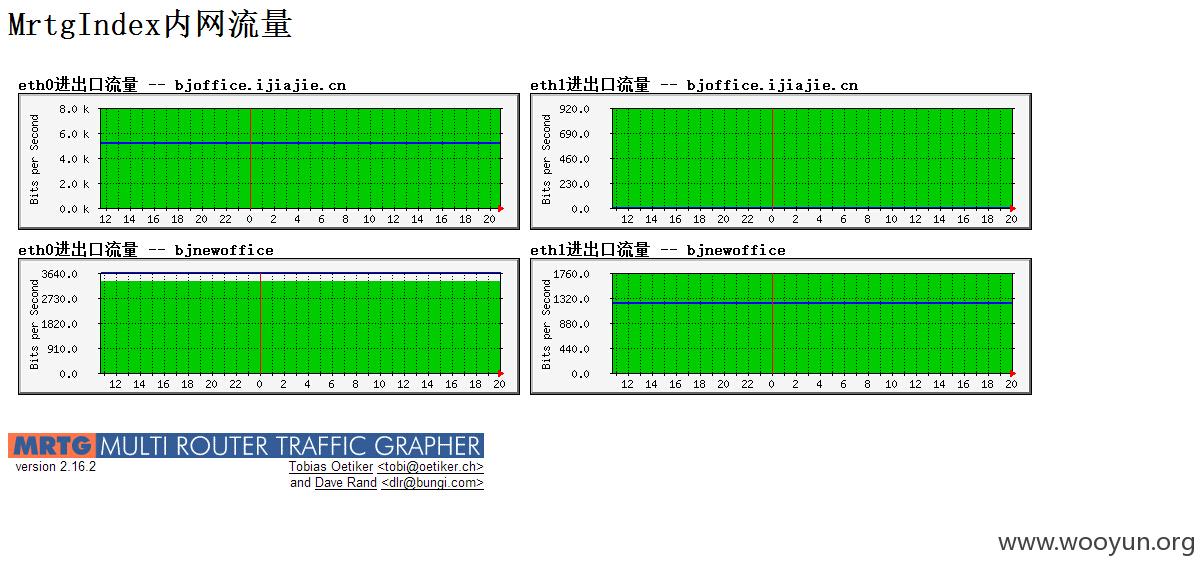 MrtgIndex内网流量
eth0进出口流量 -- bjoffice.ijiajie.cn
eth1进出口流量 -- bjoffice.ijiajie.cn
Bits per Second
8.0 k
6.0 k
4.0 k
2.0 k
0.0 k
12 14 16 18 20 22 0 2 4 6 8 10 12 14 16 18 20
Bits per Second
920.0
690.0
460.0
230.0
0.0
12 14 16 18 20 22 0 2 4 6 8 10 12 14 16 18 20
eth0进出口流量 -- bjnewoffice
eth1进出口流量 -- bjnewoffice
Bits per Second
3640.0
2730.0
1820.0
910.0
0.0
12 14 16 18 20 22 0 2 4 6 8 10 12 14 16 18 20
Bits per Second
1760.0
1320.0
880.0
440.0
0.0
12 14 16 18 20 22 0 2 4 6 8 10 12 14 16 18 20
MRTG MULTI ROUTER TRAFFIC GRAPHER
version 2.16.2 Tobias Oetiker <tobi@oetiker.ch>
and Dave Rand <dlr@bungi.com>
www.wooyun.org